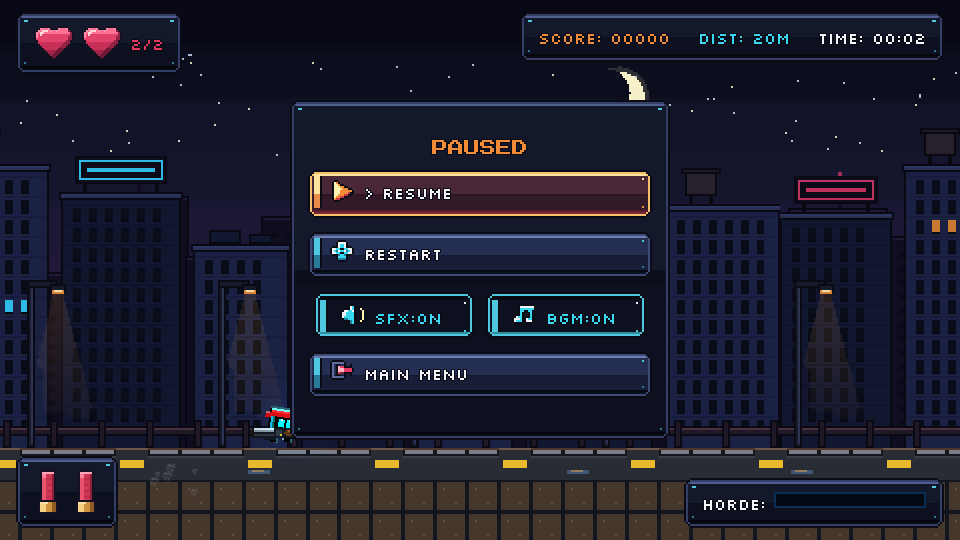 2/2
SCORE: 00000 DIST: 20M TIME: 00:02
PAUSED
> RESUME
RESTART
SFX:ON BGM:ON
MAIN MENU
HORDE: